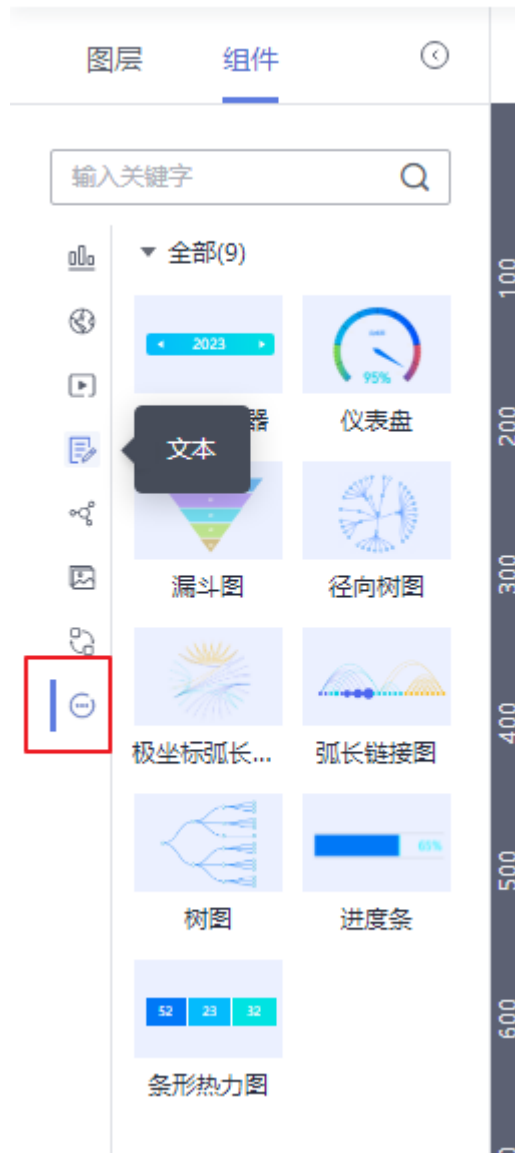 图层 组件
输入关键字
全部(9)
100
2023
95%
器 仪表盘
文本
200
漏斗图 径向树图
300
极坐标弧长... 弧长链接图
400
65%
500
树图 进度条
52 23 32
600
条形热力图